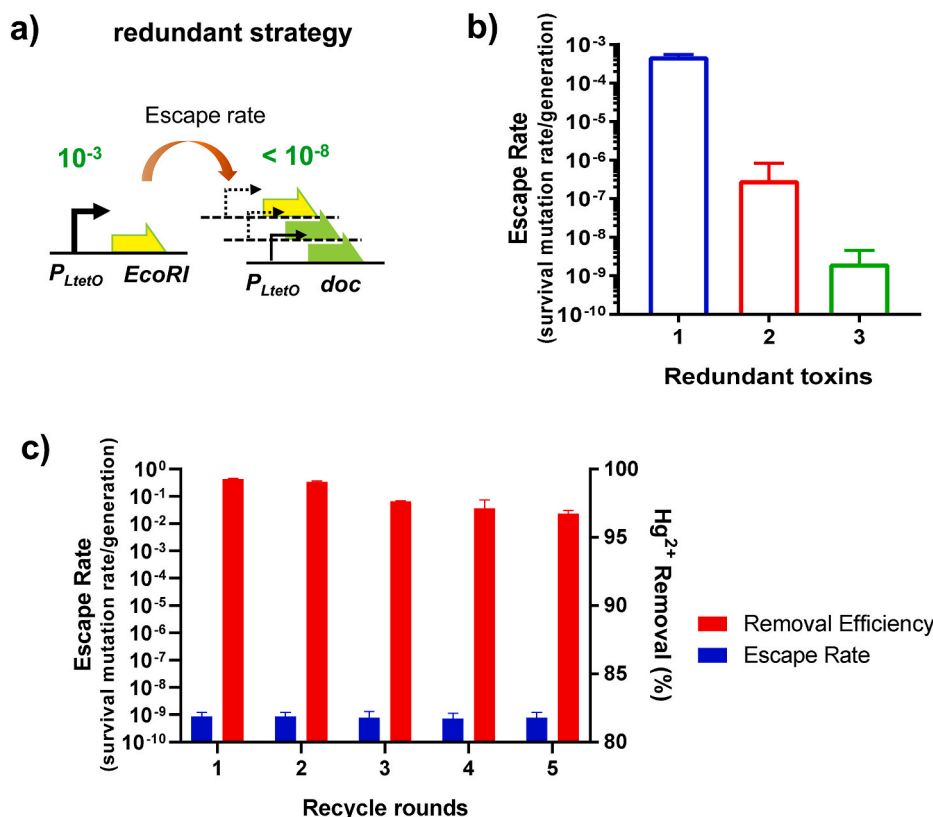 a)
redundant strategy
Escape rate
10⁻³
< 10⁻⁸
P_LtetO EcoRI
P_LtetO doc
b)
Escape Rate
(survival mutation rate/generation)
10⁻³
10⁻⁴
10⁻⁵
10⁻⁶
10⁻⁷
10⁻⁸
10⁻⁹
10⁻¹⁰
1 2 3
Redundant toxins
c)
Escape Rate
(survival mutation rate/generation)
10⁰
10⁻¹
10⁻²
10⁻³
10⁻⁴
10⁻⁵
10⁻⁶
10⁻⁷
10⁻⁸
10⁻⁹
10⁻¹⁰
1 2 3 4 5
Recycle rounds
100
95
90
85
80
Hg²⁺ Removal (%)
Removal Efficiency
Escape Rate